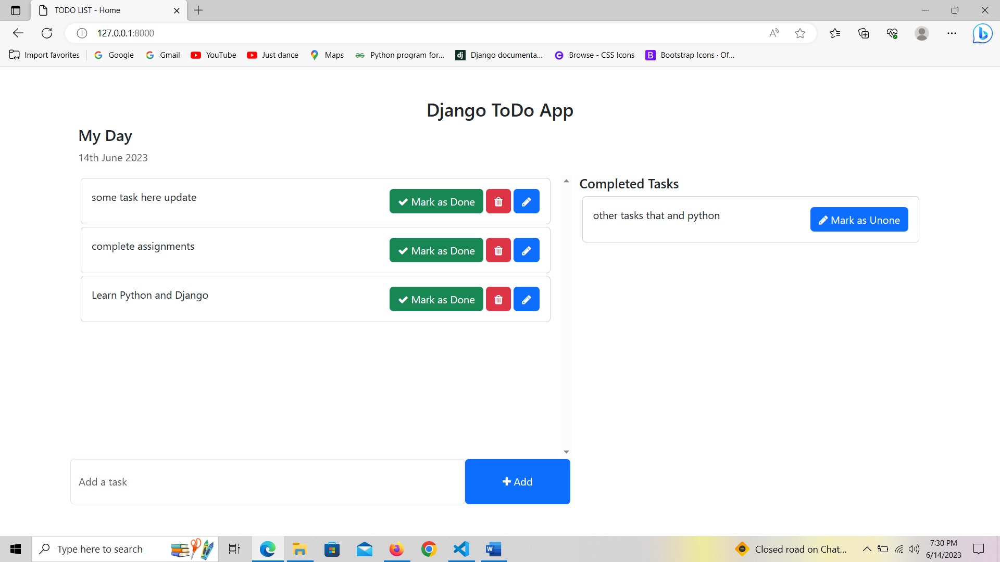 TODO LIST - Home
127.0.0.1:8000
Import favorites Google Gmail YouTube Just dance Maps Python program for... Django documenta... Browse - CSS Icons Bootstrap Icons · Of...
Django ToDo App
My Day
14th June 2023
some task here update Mark as Done
complete assignments Mark as Done
Learn Python and Django Mark as Done
Completed Tasks
other tasks that and python Mark as Unone
Add a task Add
Type here to search
Closed road on Chat...
7:30 PM
6/14/2023